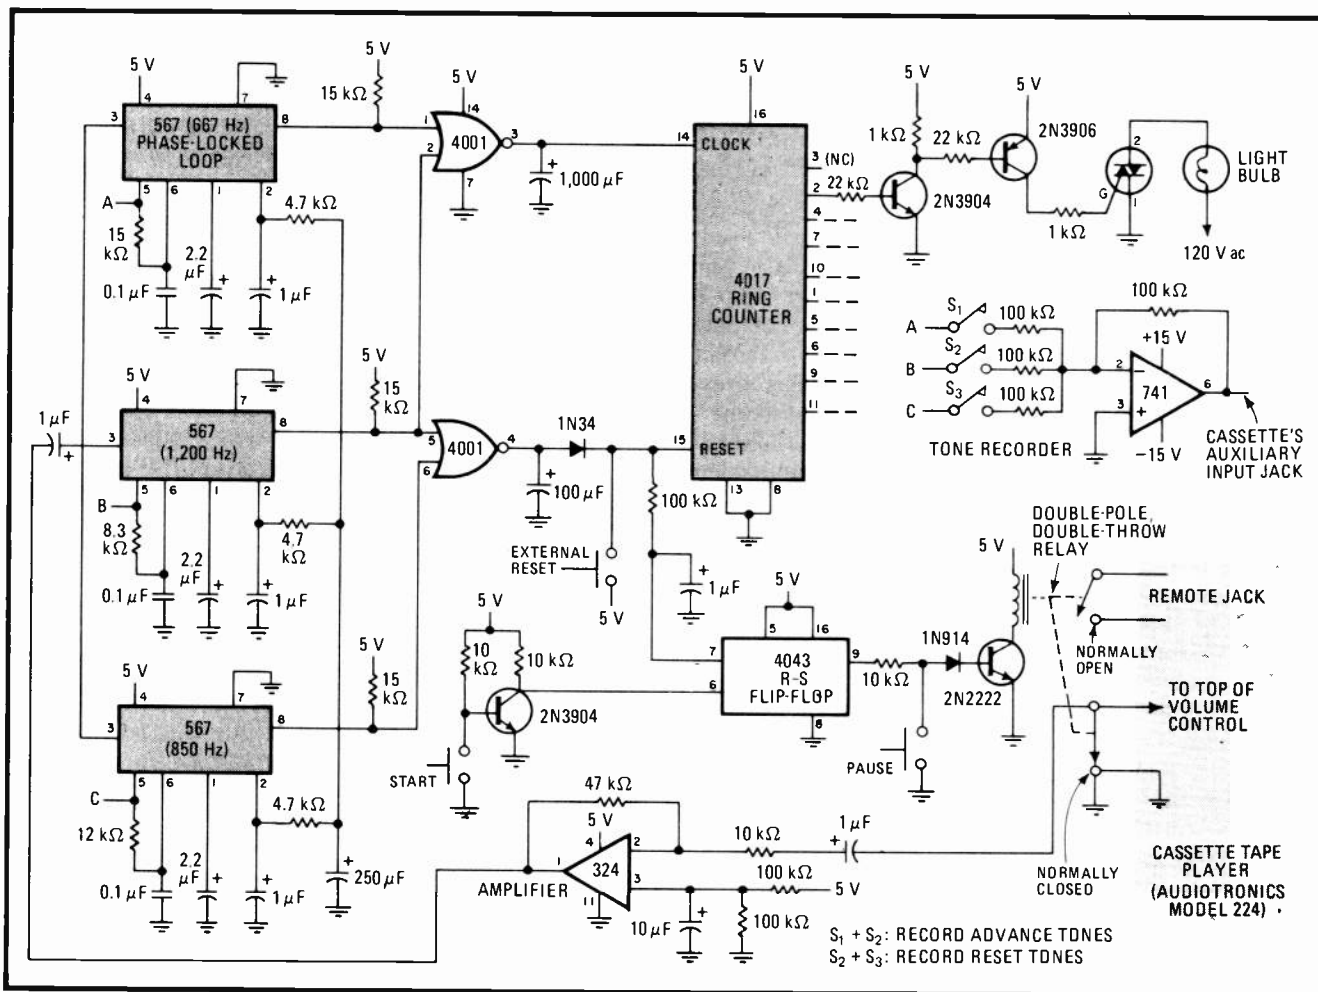 5 V
4
7
3
567 (667 Hz)
PHASE-LOCKED
LOOP
8
5
6
1
2
A
15
kΩ
0.1 μF
2.2
μF
4.7 kΩ
1 μF
5 V
15 kΩ
5 V
14
1
2
4001
3
7
1,000 μF
5 V
16
14
CLOCK
3 (NC)
2
4
7
10
1
5
6
9
11
4017
RING
COUNTER
15
RESET
13
8
22 kΩ
5 V
1 kΩ
22 kΩ
2N3904
5 V
2N3906
1 kΩ
2
G
1
LIGHT
BULB
120 V ac
A
S1
100 kΩ
B
S2
100 kΩ
C
S3
100 kΩ
TONE RECORDER
100 kΩ
+15 V
2
−
741
3
+
6
−15 V
CASSETTE'S
AUXILIARY
INPUT JACK
1 μF
+
5 V
4
7
3
567
(1,200 Hz)
8
5
6
1
2
B
8.3
kΩ
0.1 μF
2.2
μF
4.7
kΩ
1 μF
5 V
15
kΩ
5
6
4001
4
1N34
100 μF
EXTERNAL
RESET
5 V
100 kΩ
1 μF
5 V
4
7
3
567
(850 Hz)
8
5
6
1
2
C
12 kΩ
0.1 μF
2.2
μF
4.7 kΩ
1 μF
250 μF
5 V
15
kΩ
5 V
10
kΩ
10 kΩ
2N3904
START
5 V
5
16
7
6
4043
R-S
FLIP-FLOP
9
8
10 kΩ
PAUSE
1N914
2N2222
5 V
DOUBLE-POLE,
DOUBLE-THROW
RELAY
REMOTE JACK
NORMALLY
OPEN
TO TOP OF
VOLUME
CONTROL
NORMALLY
CLOSED
CASSETTE TAPE
PLAYER
(AUDIOTRONICS
MODEL 224)
47 kΩ
5 V
4
1
324
2
3
11
AMPLIFIER
10 kΩ
1 μF
100 kΩ
5 V
10 μF
100 kΩ
S1 + S2: RECORD ADVANCE TONES
S2 + S3: RECORD RESET TONES